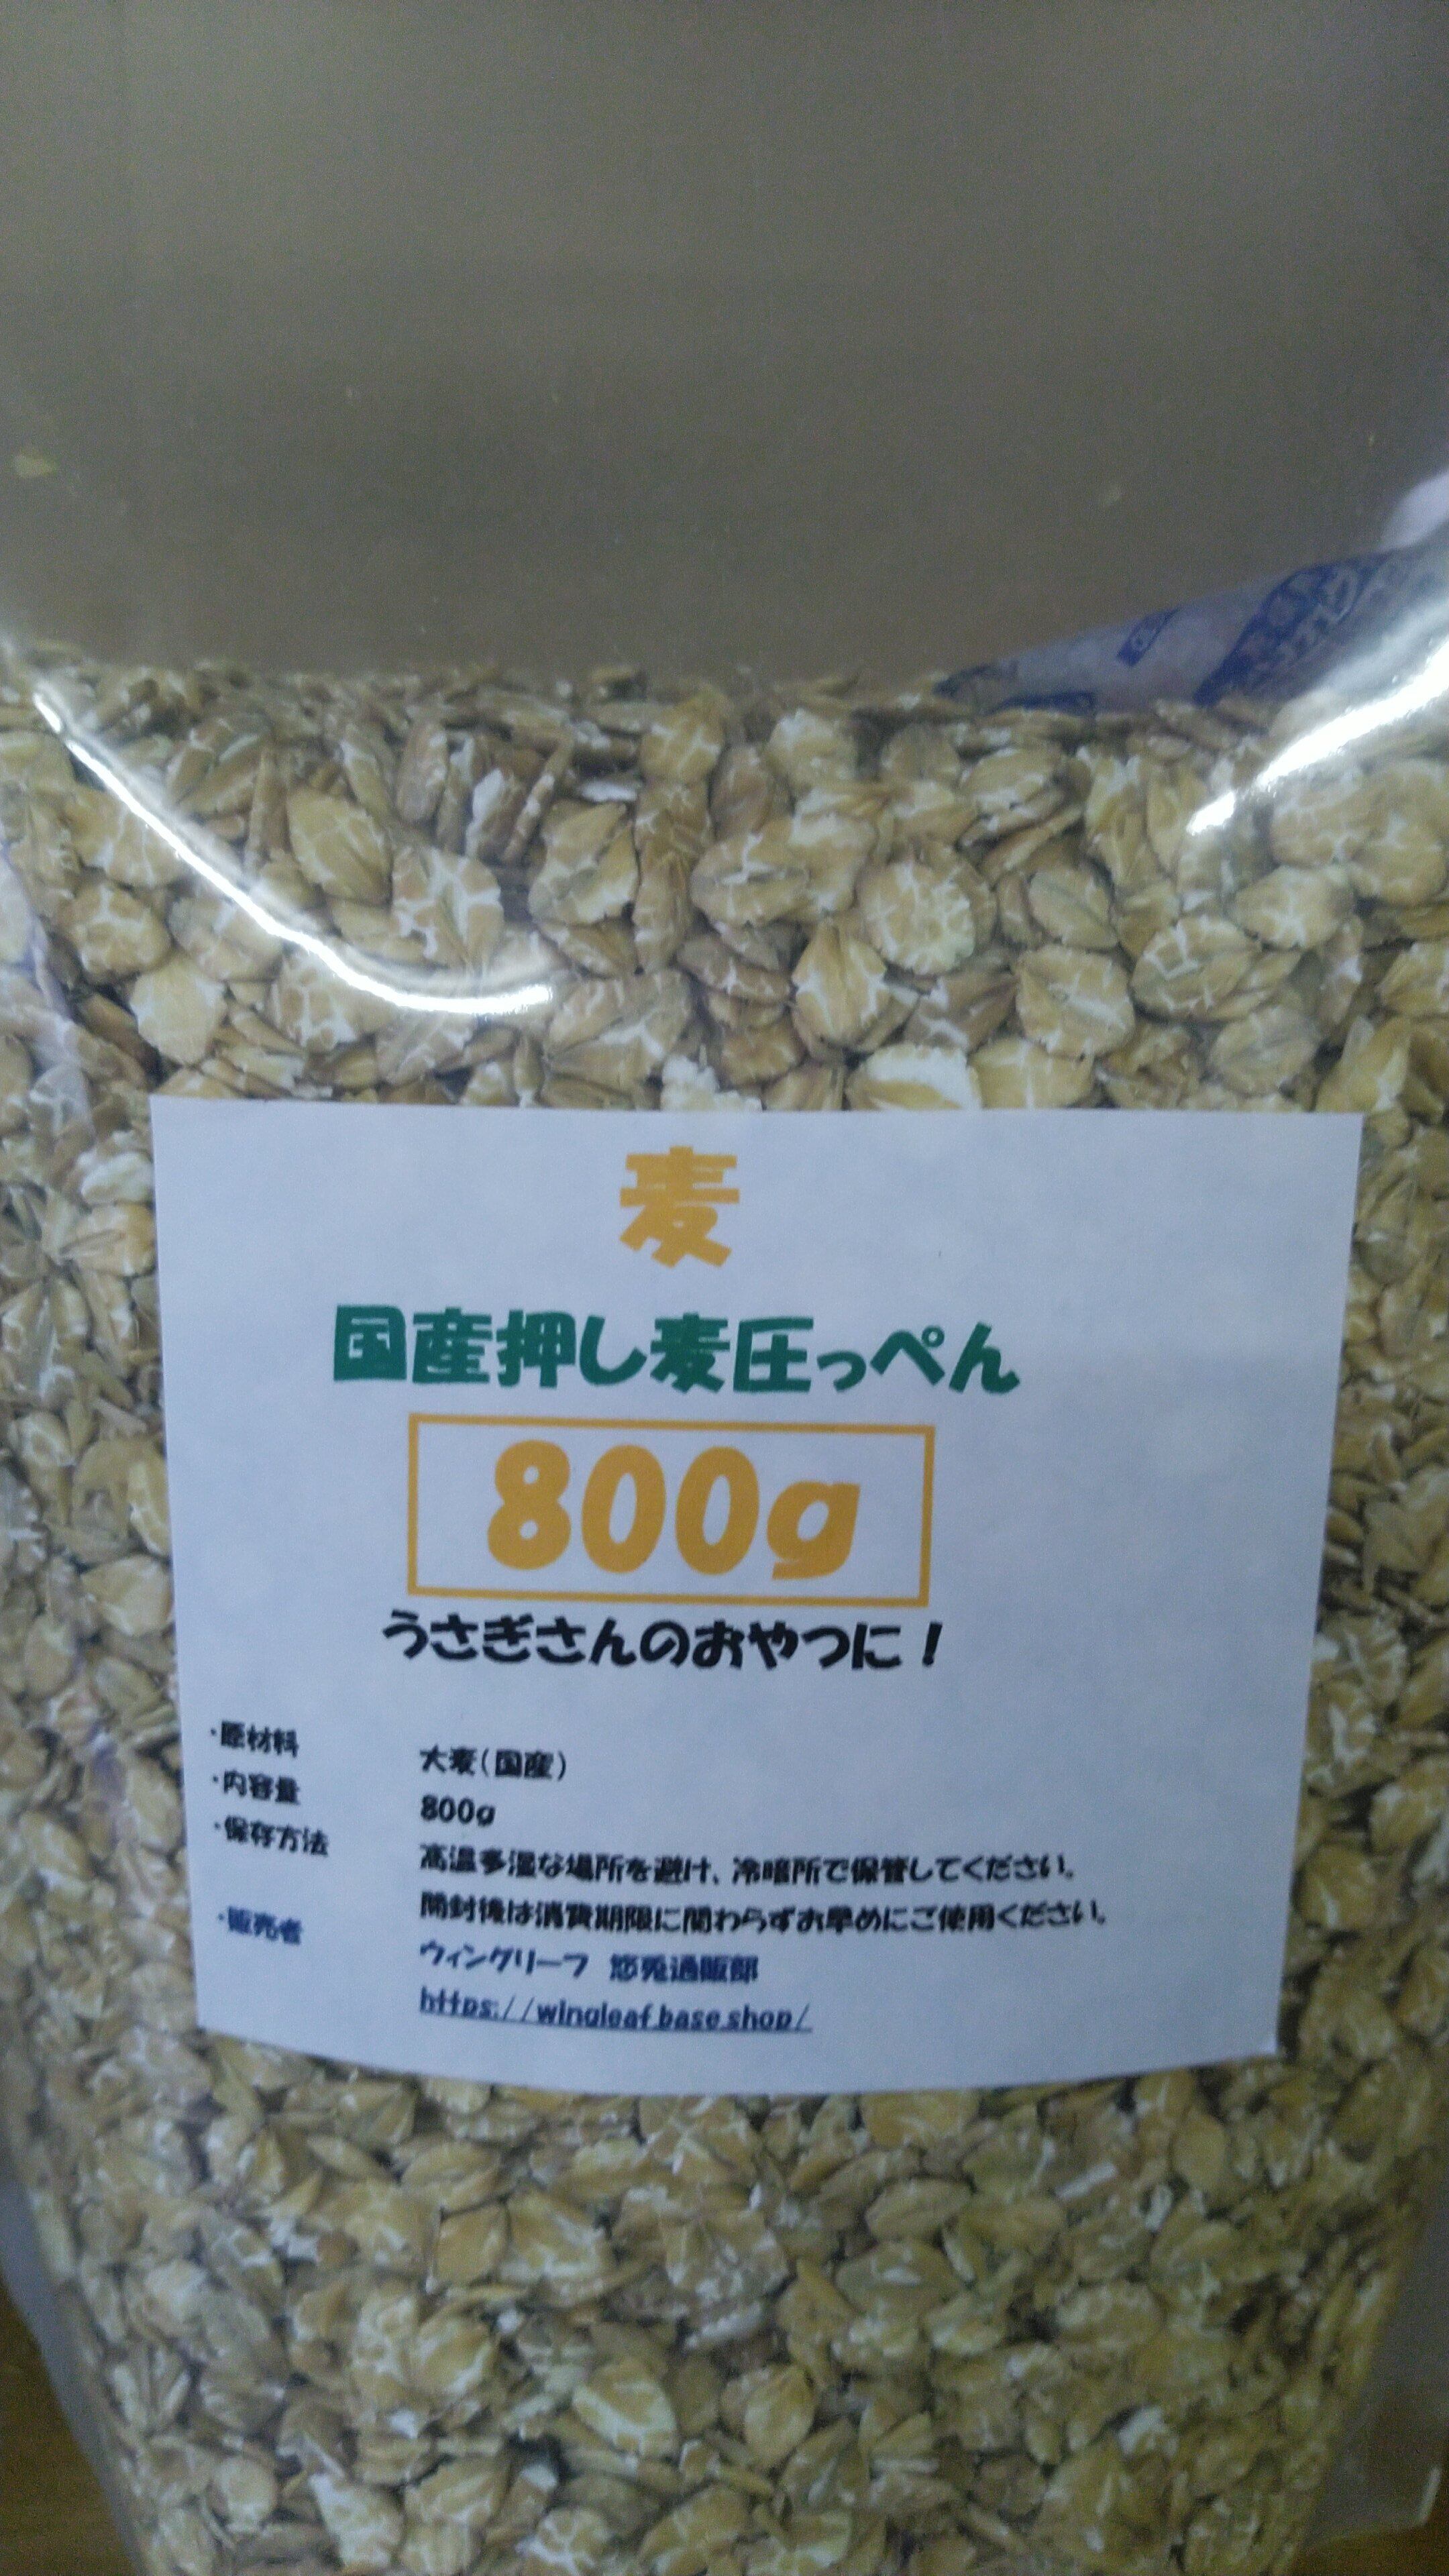 麦
国産押し麦圧っぺん
800g
うさぎさんのおやつに！
・原材料 大麦（国産）
・内容量 800g
・保存方法 高温多湿な場所を避け、冷暗所で保管してください。
開封後は消費期限に関わらずお早めにご使用ください。
・販売者 ウィングリーフ 悠兎通販部
https://wingleaf.base.shop/